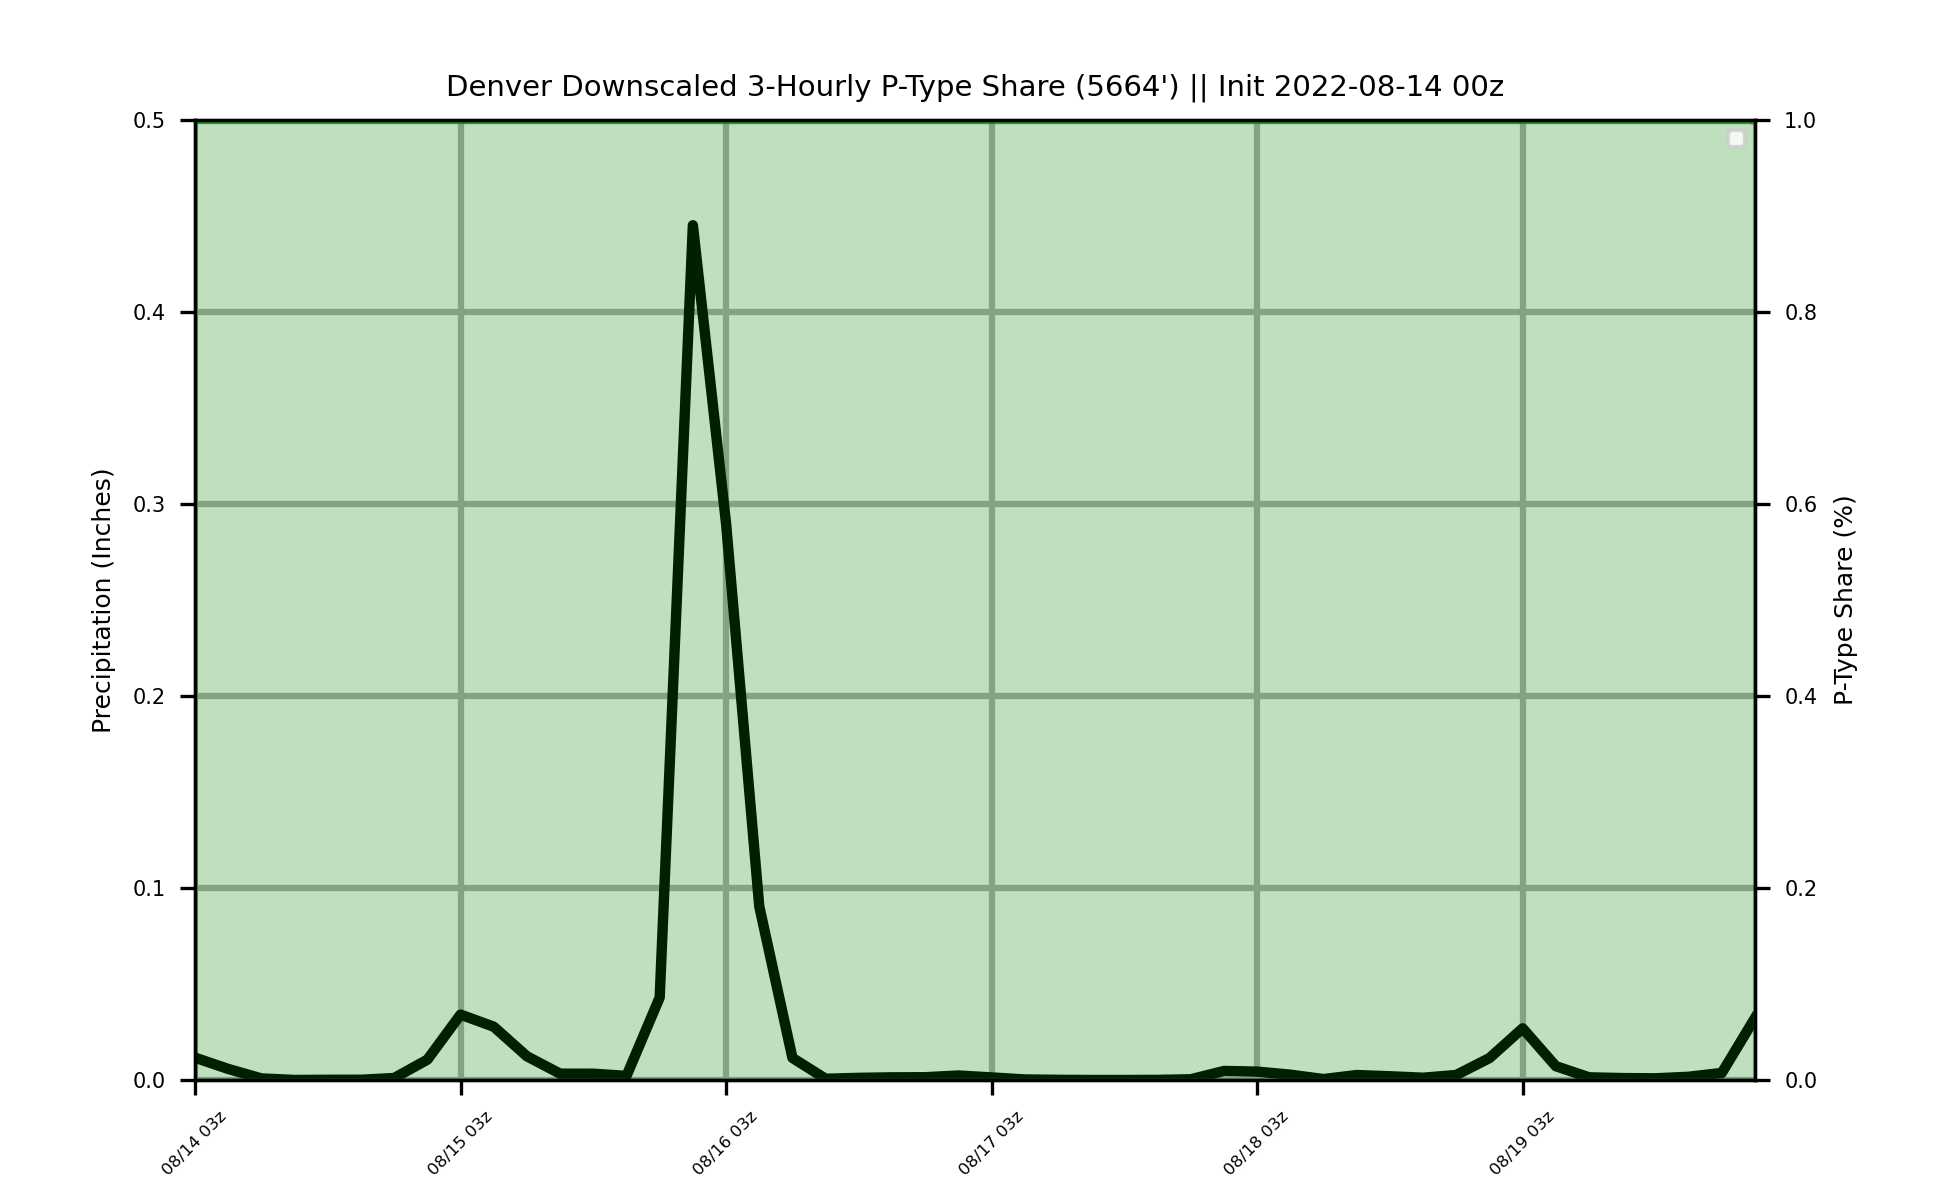 Denver Downscaled 3-Hourly P-Type Share (5664') || Init 2022-08-14 00z
Precipitation (Inches)
0.5
0.4
0.3
0.2
0.1
0.0
1.0
0.8
0.6
0.4
0.2
0.0
P-Type Share (%)
08/14 03z
08/15 03z
08/16 03z
08/17 03z
08/18 03z
08/19 03z